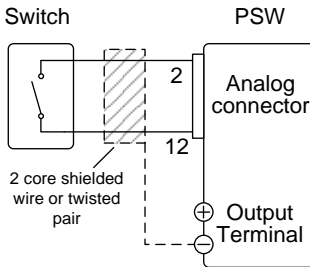 Switch
PSW
2
Analog
connector
12
2 core shielded
wire or twisted
pair
+
Output
Terminal
-